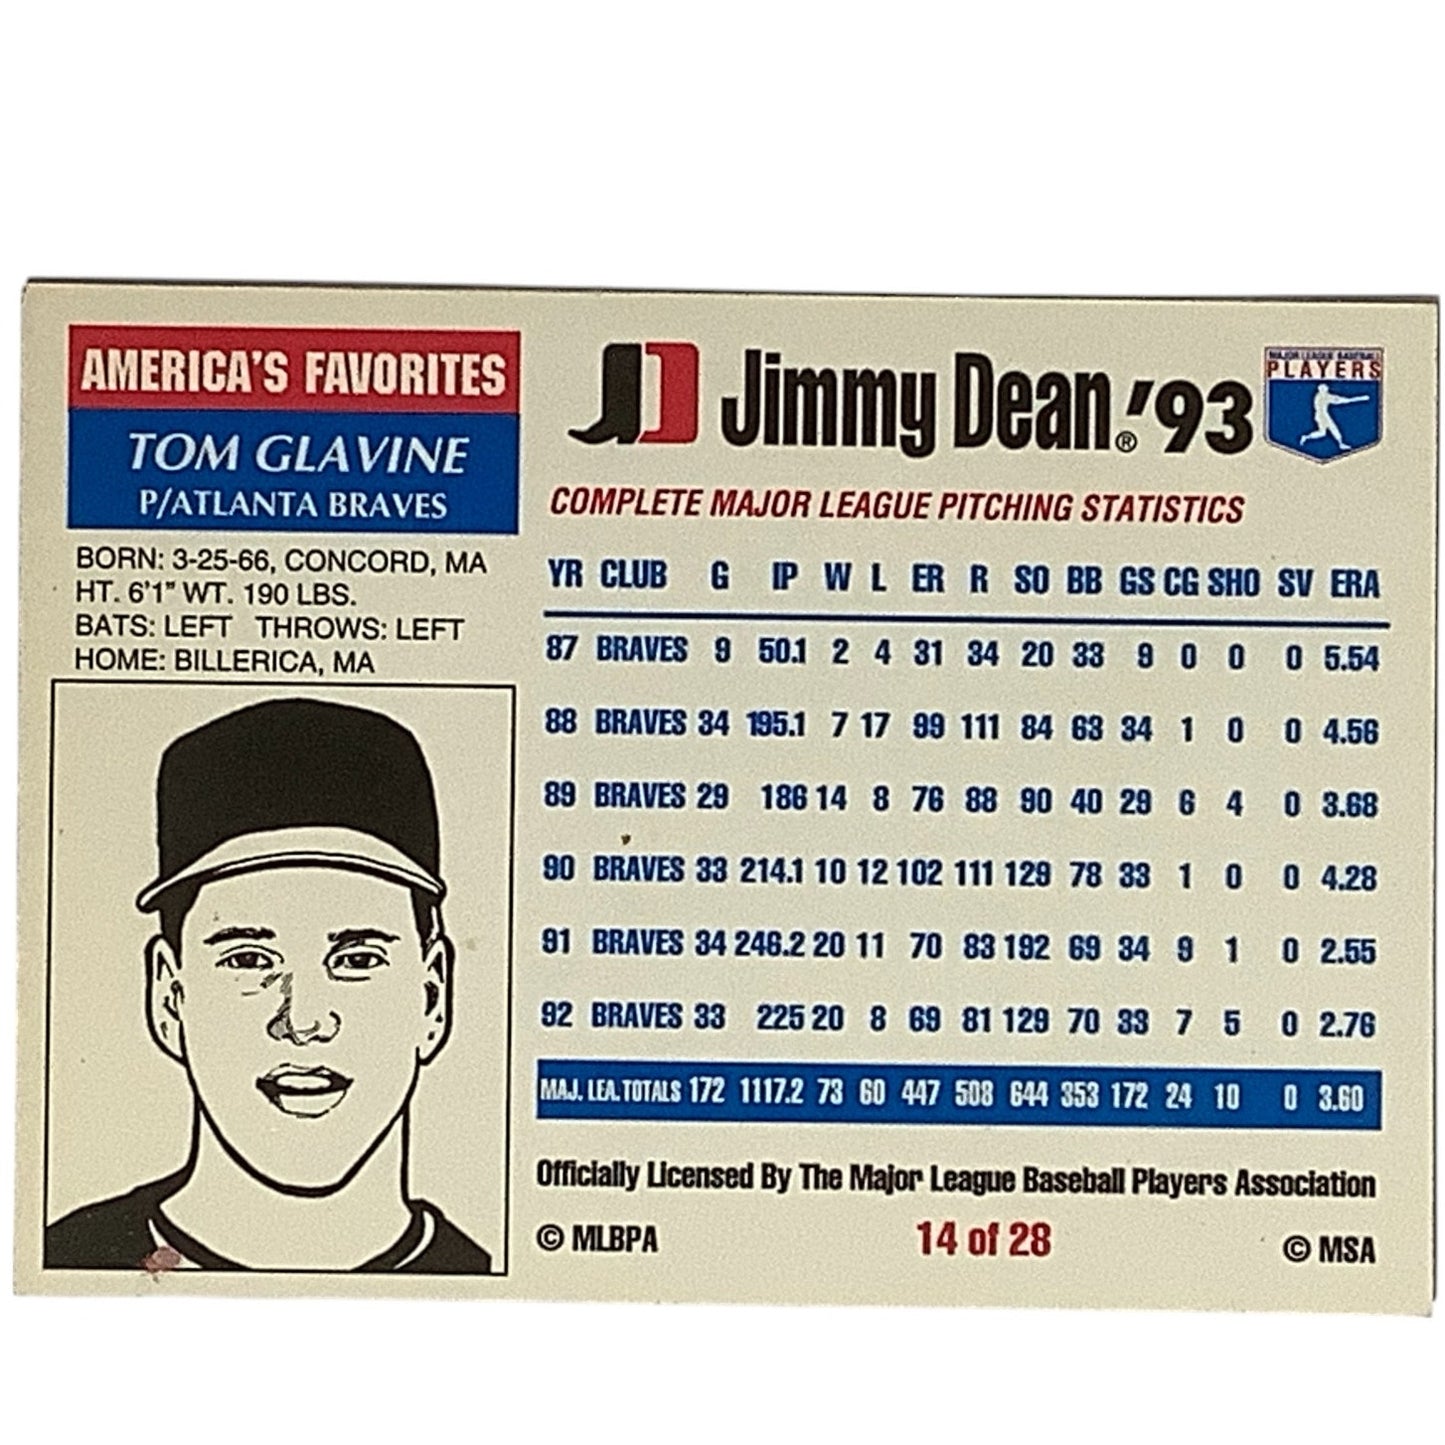 AMERICA'S FAVORITES
TOM GLAVINE
P/ATLANTA BRAVES
BORN: 3-25-66, CONCORD, MA
HT. 6'1" WT. 190 LBS.
BATS: LEFT THROWS: LEFT
HOME: BILLERICA, MA
JD Jimmy Dean® '93
MAJOR LEAGUE BASEBALL
PLAYERS
COMPLETE MAJOR LEAGUE PITCHING STATISTICS
YR CLUB G IP W L ER R SO BB GS CG SHO SV ERA
87 BRAVES 9 50.1 2 4 31 34 20 33 9 0 0 0 5.54
88 BRAVES 34 195.1 7 17 99 111 84 63 34 1 0 0 4.56
89 BRAVES 29 186 14 8 76 88 90 40 29 6 4 0 3.68
90 BRAVES 33 214.1 10 12 102 111 129 78 33 1 0 0 4.28
91 BRAVES 34 246.2 20 11 70 83 192 69 34 9 1 0 2.55
92 BRAVES 33 225 20 8 69 81 129 70 33 7 5 0 2.76
MAJ. LEA. TOTALS 172 1117.2 73 60 447 508 644 353 172 24 10 0 3.60
Officially Licensed By The Major League Baseball Players Association
© MLBPA 14 of 28 © MSA